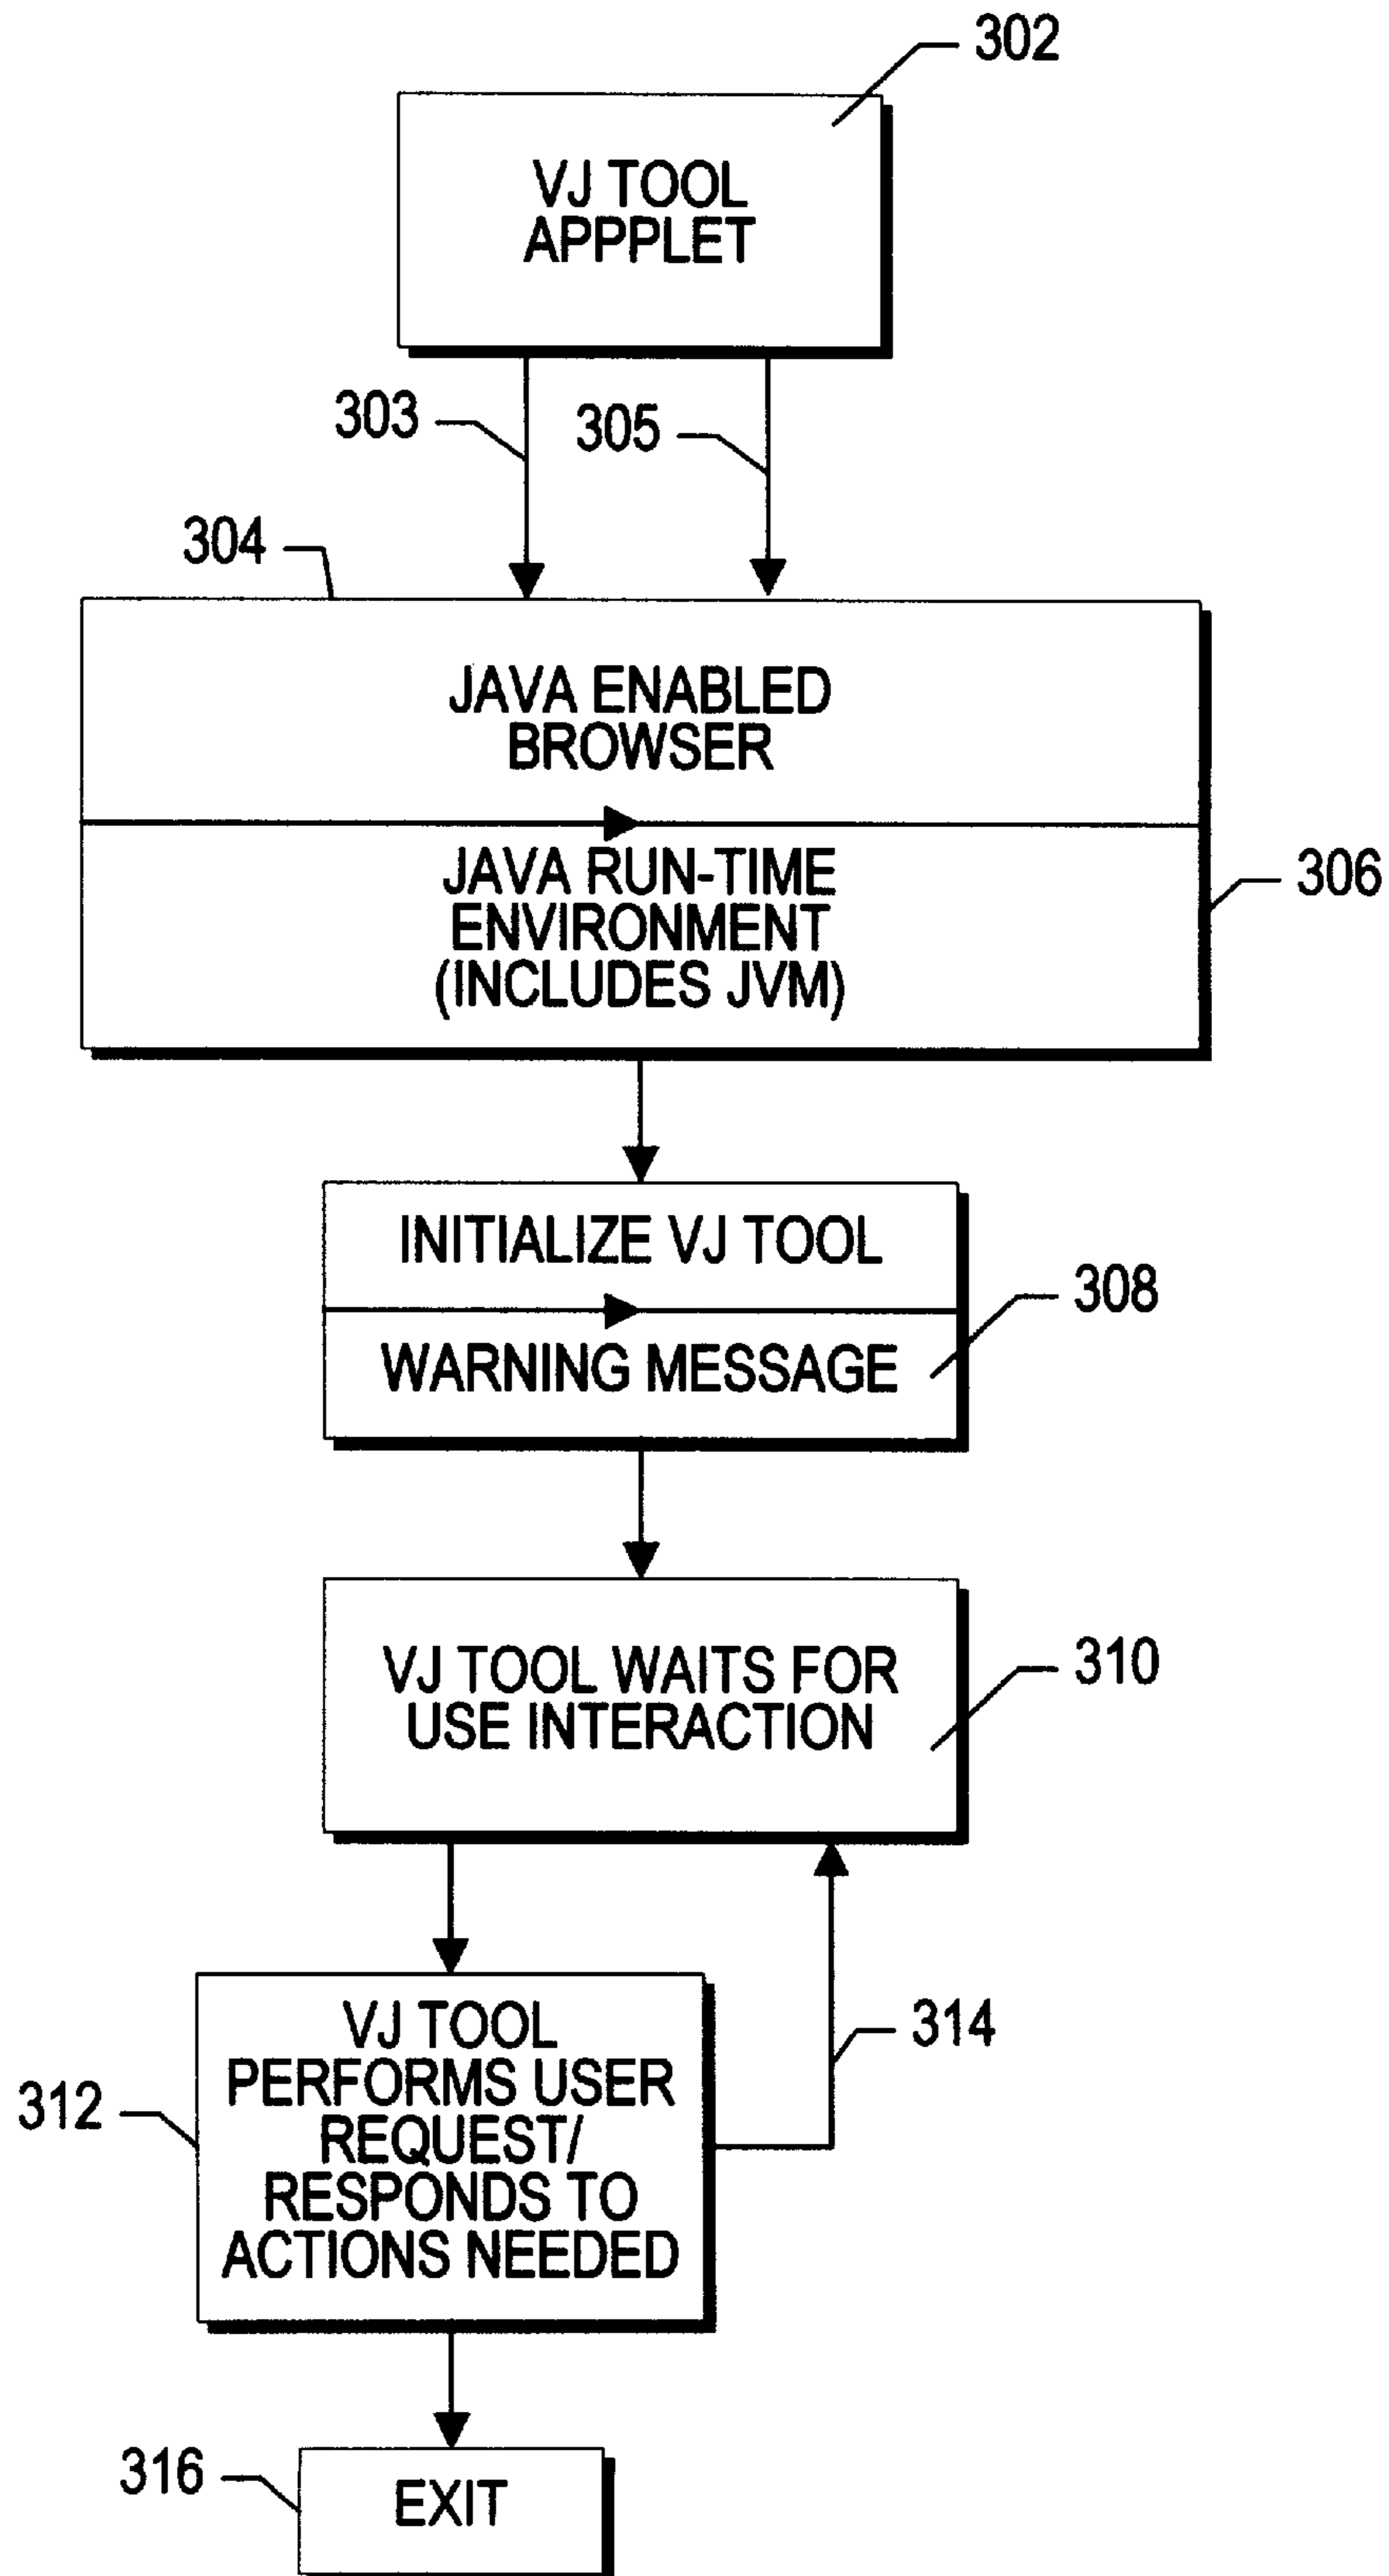 302
VJ TOOL
APPPLET
303
305
304
JAVA ENABLED
BROWSER
JAVA RUN-TIME
ENVIRONMENT
(INCLUDES JVM)
306
INITIALIZE VJ TOOL
308
WARNING MESSAGE
VJ TOOL WAITS FOR
USE INTERACTION
310
VJ TOOL
PERFORMS USER
REQUEST/
RESPONDS TO
ACTIONS NEEDED
312
314
316
EXIT